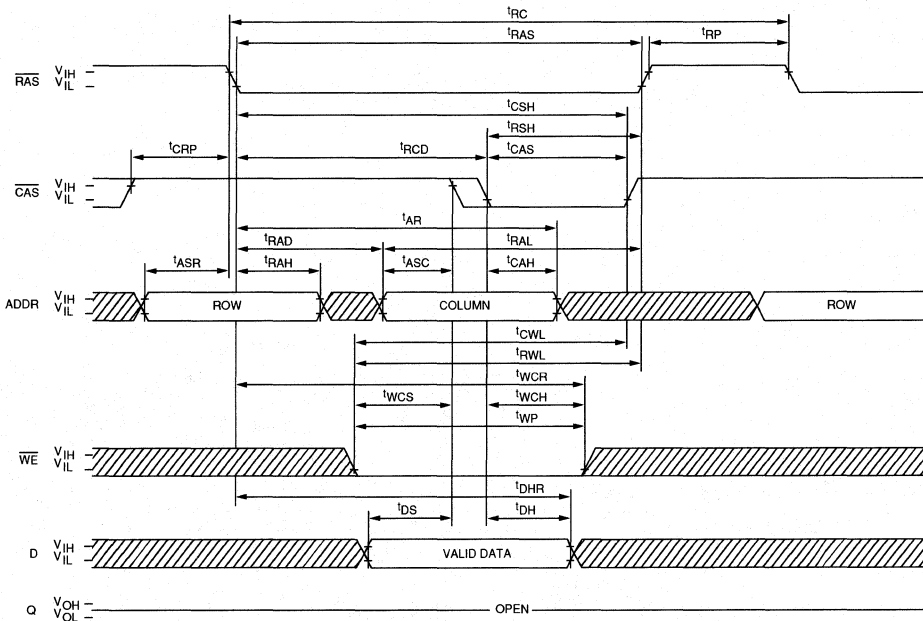 tRC
tRAS
tRP
RAS
VIH
VIL
tCSH
tRSH
tCRP
tRCD
tCAS
CAS
VIH
VIL
tAR
tRAD
tRAL
tASR
tRAH
tASC
tCAH
ADDR
VIH
VIL
ROW
COLUMN
ROW
tCWL
tRWL
tWCR
tWCS
tWCH
tWP
WE
VIH
VIL
tDHR
tDS
tDH
D
VIH
VIL
VALID DATA
Q
VOH
VOL
OPEN